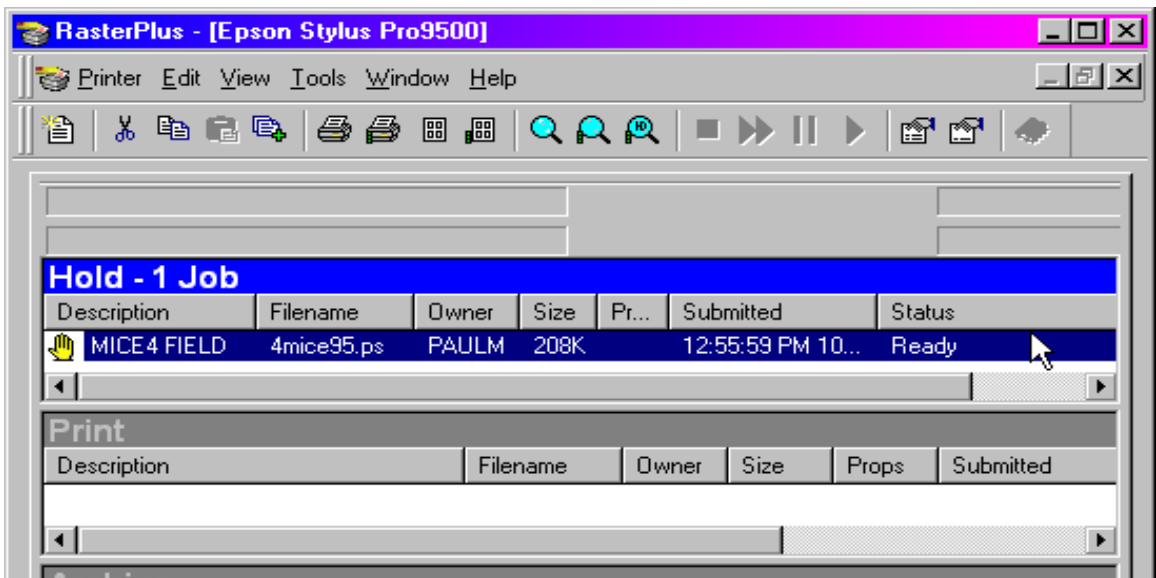 RasterPlus - [Epson Stylus Pro9500]
Printer Edit View Tools Window Help
HD
Hold - 1 Job
Description Filename Owner Size Pr... Submitted Status
MICE4 FIELD 4mice95.ps PAULM 208K 12:55:59 PM 10... Ready
Print
Description Filename Owner Size Props Submitted